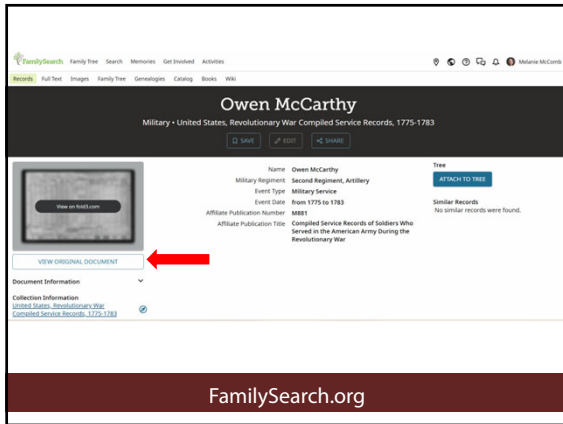 FamilySearch Family Tree Search Memories Get Involved Activities Melanie McComb
Records Full Text Images Family Tree Genealogies Catalog Books Wiki
Owen McCarthy
Military • United States, Revolutionary War Compiled Service Records, 1775-1783
SAVE EDIT SHARE
View on fold3.com
VIEW ORIGINAL DOCUMENT
Document Information
Collection Information
United States, Revolutionary War
Compiled Service Records, 1775-1783
Name Owen McCarthy
Military Regiment Second Regiment, Artillery
Event Type Military Service
Event Date from 1775 to 1783
Affiliate Publication Number M881
Affiliate Publication Title Compiled Service Records of Soldiers Who
Served in the American Army During the
Revolutionary War
Tree
ATTACH TO TREE
Similar Records
No similar records were found.
FamilySearch.org